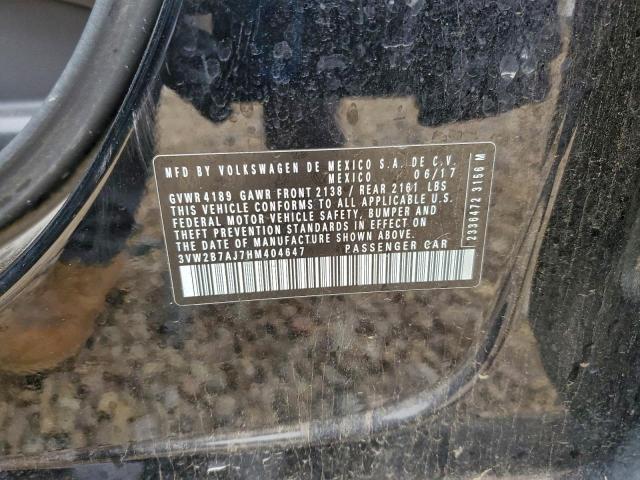 MFD BY VOLKSWAGEN DE MEXICO S.A. DE C.V.
MEXICO 06/17
GVWR 4189 GAWR FRONT 2138 / REAR 2161 LBS
THIS VEHICLE CONFORMS TO ALL APPLICABLE U.S.
FEDERAL MOTOR VEHICLE SAFETY, BUMPER AND
THEFT PREVENTION STANDARDS IN EFFECT ON
THE DATE OF MANUFACTURE SHOWN ABOVE.
3VW2B7AJ7HM404647 PASSENGER CAR
2336472 3156 M